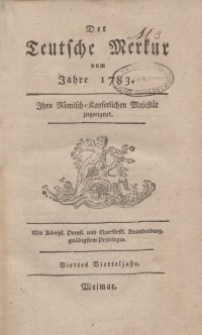 Der
Teutsche Merkur
vom
Jahre 1783.
Ihro Römisch-Kayserlichen Majestät
zugeeignet.
Mit Königl. Preuß. und Churfürstl. Brandenburg.
gnädigstem Privilegio.
Viertes Vierteljahr.
Weimar.